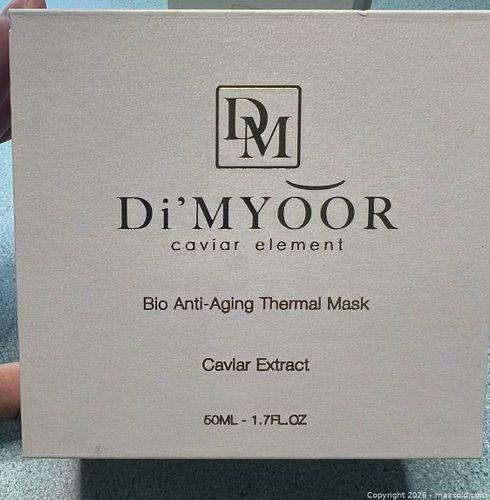 DM
Di'MYOOR
caviar element
Bio Anti-Aging Thermal Mask
Caviar Extract
50ML - 1.7FL.OZ
Copyright 2026 - maxsold.com